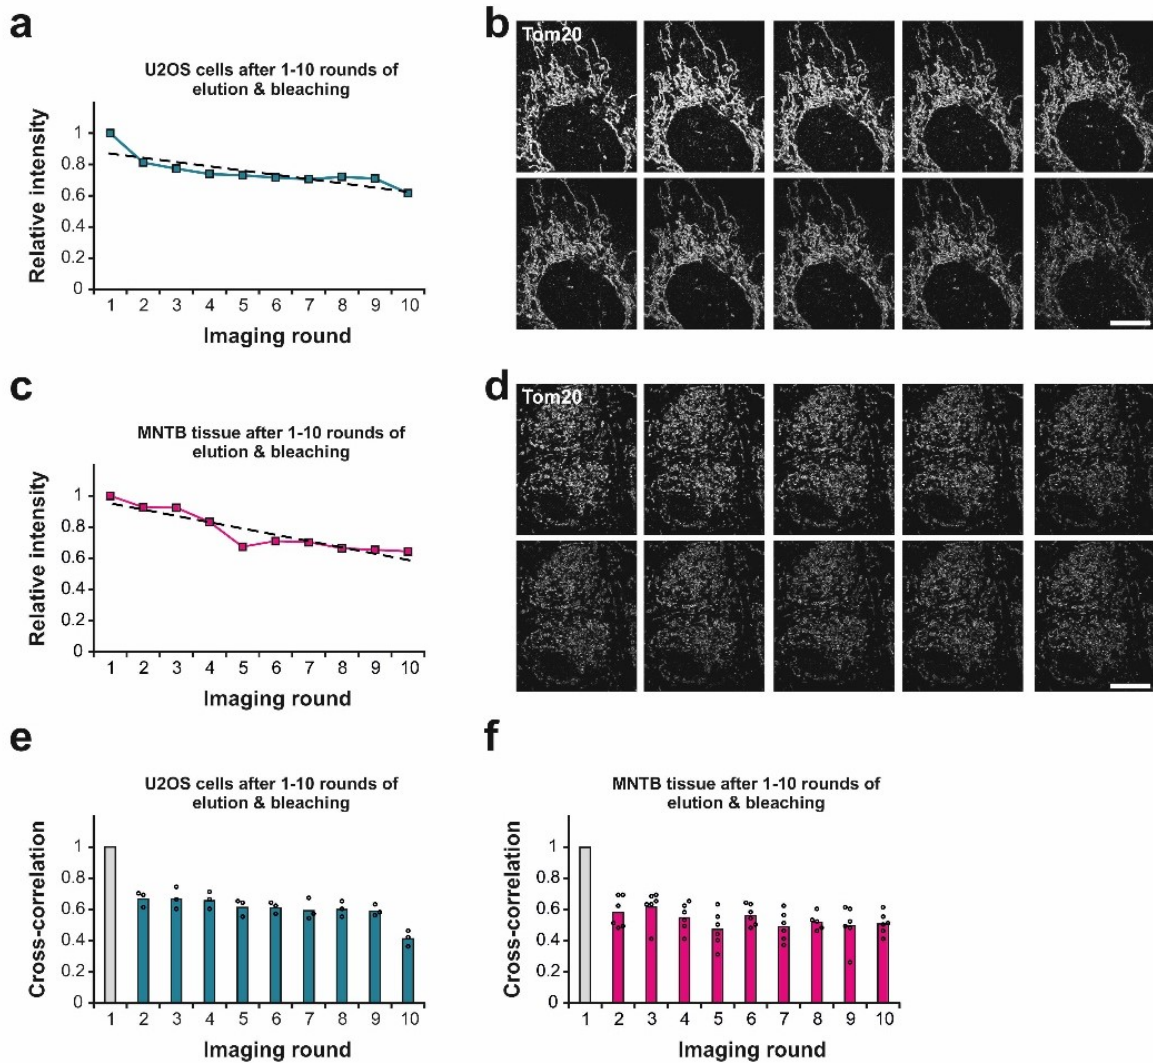 a
U2OS cells after 1-10 rounds of
elution & bleaching
Relative intensity
1
0.8
0.6
0.4
0.2
0
1 2 3 4 5 6 7 8 9 10
Imaging round
b
Tom20
c
MNTB tissue after 1-10 rounds of
elution & bleaching
Relative intensity
1
0.8
0.6
0.4
0.2
0
1 2 3 4 5 6 7 8 9 10
Imaging round
d
Tom20
e
U2OS cells after 1-10 rounds of
elution & bleaching
Cross-correlation
1
0.8
0.6
0.4
0.2
0
1 2 3 4 5 6 7 8 9 10
Imaging round
f
MNTB tissue after 1-10 rounds of
elution & bleaching
Cross-correlation
1
0.8
0.6
0.4
0.2
0
1 2 3 4 5 6 7 8 9 10
Imaging round